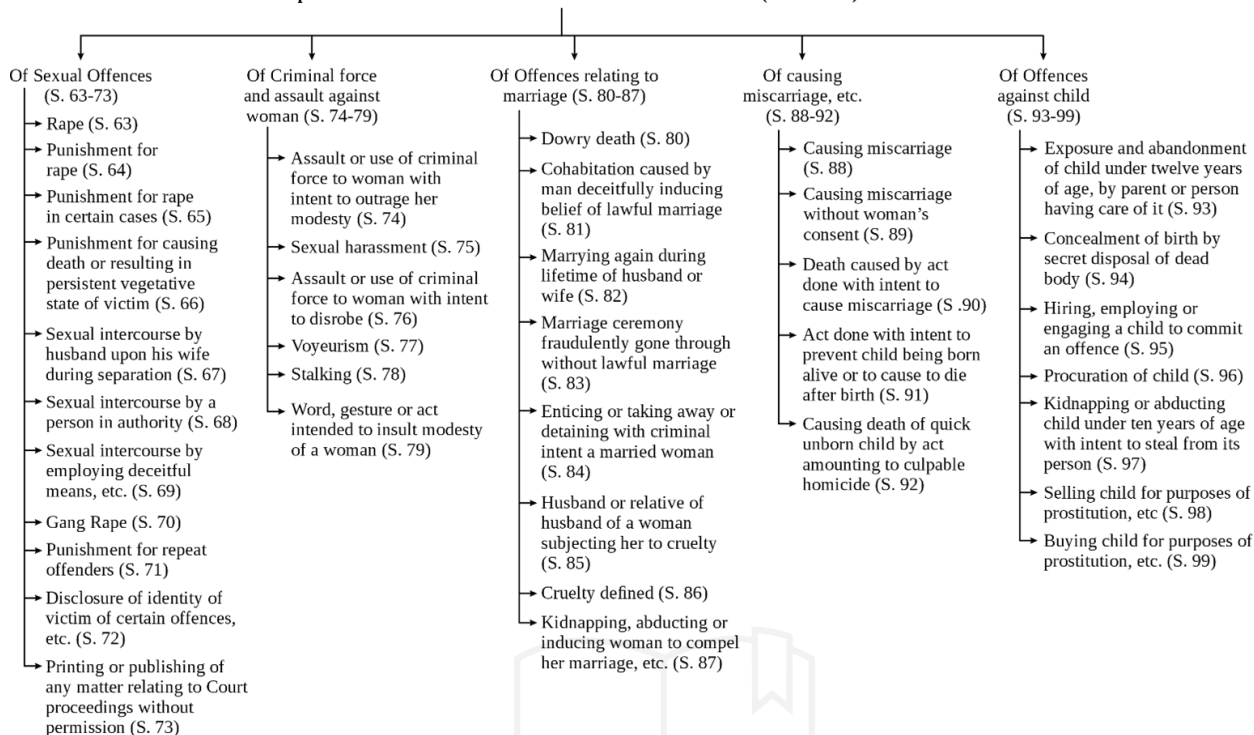 Of Sexual Offences
(S. 63-73)
Rape (S. 63)
Punishment for
rape (S. 64)
Punishment for rape
in certain cases (S. 65)
Punishment for causing
death or resulting in
persistent vegetative
state of victim (S. 66)
Sexual intercourse by
husband upon his wife
during separation (S. 67)
Sexual intercourse by a
person in authority (S. 68)
Sexual intercourse by
employing deceitful
means, etc. (S. 69)
Gang Rape (S. 70)
Punishment for repeat
offenders (S. 71)
Disclosure of identity of
victim of certain offences,
etc. (S. 72)
Printing or publishing of
any matter relating to Court
proceedings without
permission (S. 73)
Of Criminal force
and assault against
woman (S. 74-79)
Assault or use of criminal
force to woman with
intent to outrage her
modesty (S. 74)
Sexual harassment (S. 75)
Assault or use of criminal
force to woman with intent
to disrobe (S. 76)
Voyeurism (S. 77)
Stalking (S. 78)
Word, gesture or act
intended to insult modesty
of a woman (S. 79)
Of Offences relating to
marriage (S. 80-87)
Dowry death (S. 80)
Cohabitation caused by
man deceitfully inducing
belief of lawful marriage
(S. 81)
Marrying again during
lifetime of husband or
wife (S. 82)
Marriage ceremony
fraudulently gone through
without lawful marriage
(S. 83)
Enticing or taking away or
detaining with criminal
intent a married woman
(S. 84)
Husband or relative of
husband of a woman
subjecting her to cruelty
(S. 85)
Cruelty defined (S. 86)
Kidnapping, abducting or
inducing woman to compel
her marriage, etc. (S. 87)
Of causing
miscarriage, etc.
(S. 88-92)
Causing miscarriage
(S. 88)
Causing miscarriage
without woman's
consent (S. 89)
Death caused by act
done with intent to
cause miscarriage (S .90)
Act done with intent to
prevent child being born
alive or to cause to die
after birth (S. 91)
Causing death of quick
unborn child by act
amounting to culpable
homicide (S. 92)
Of Offences
against child
(S. 93-99)
Exposure and abandonment
of child under twelve years
of age, by parent or person
having care of it (S. 93)
Concealment of birth by
secret disposal of dead
body (S. 94)
Hiring, employing or
engaging a child to commit
an offence (S. 95)
Procuration of child (S. 96)
Kidnapping or abducting
child under ten years of age
with intent to steal from its
person (S. 97)
Selling child for purposes of
prostitution, etc (S. 98)
Buying child for purposes of
prostitution, etc. (S. 99)